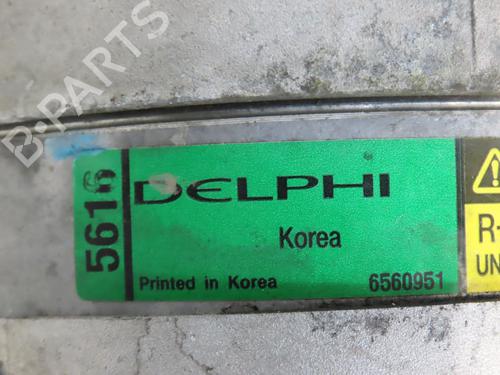 B-PARTS
5616
DELPHI
Korea
Printed in Korea 6560951
R-
UN